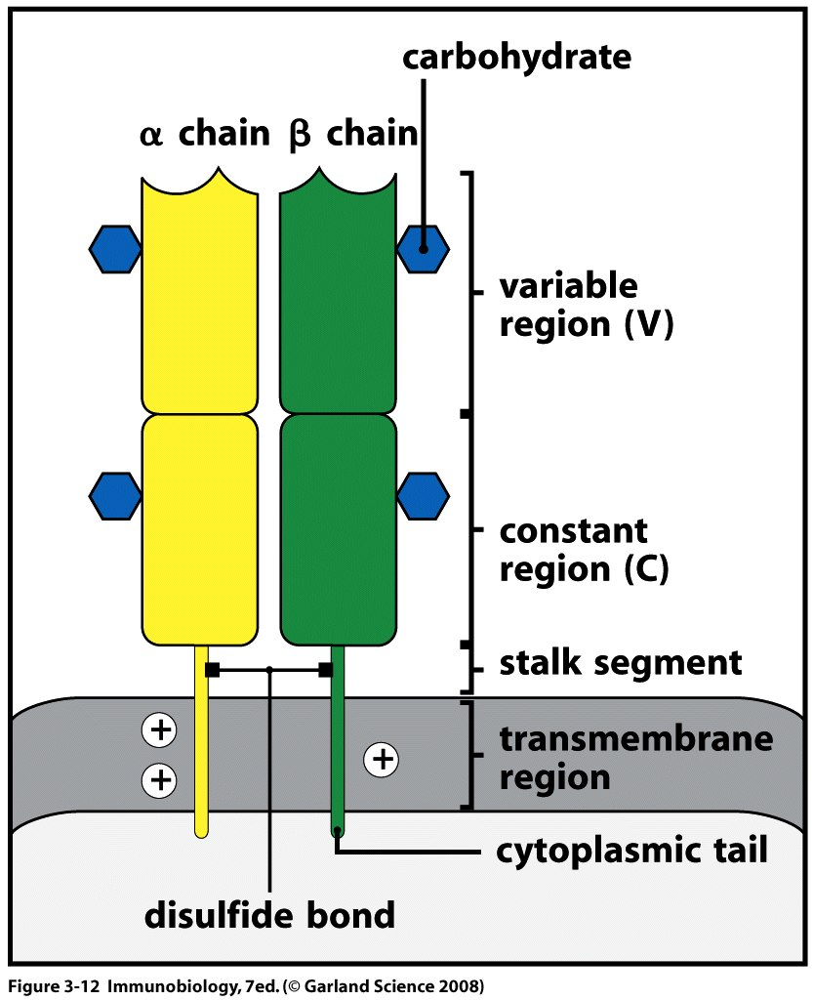 carbohydrate
α chain β chain
variable
region (V)
constant
region (C)
stalk segment
+
+
+
transmembrane
region
cytoplasmic tail
disulfide bond
Figure 3-12 Immunobiology, 7ed. (© Garland Science 2008)